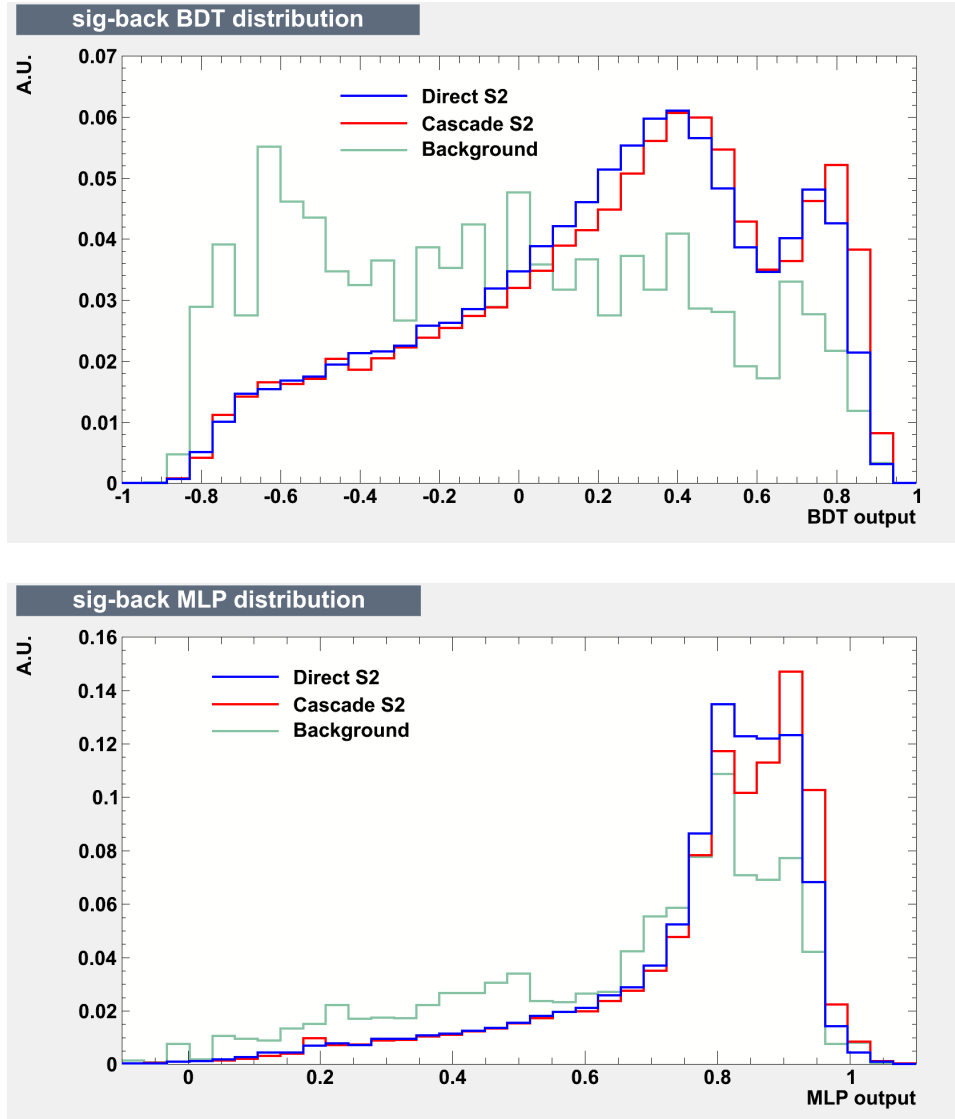 sig-back BDT distribution
A.U.
0.07
0.06
0.05
0.04
0.03
0.02
0.01
0
Direct S2
Cascade S2
Background
-1 -0.8 -0.6 -0.4 -0.2 0 0.2 0.4 0.6 0.8 1
BDT output
sig-back MLP distribution
A.U.
0.16
0.14
0.12
0.1
0.08
0.06
0.04
0.02
0
Direct S2
Cascade S2
Background
0 0.2 0.4 0.6 0.8 1
MLP output